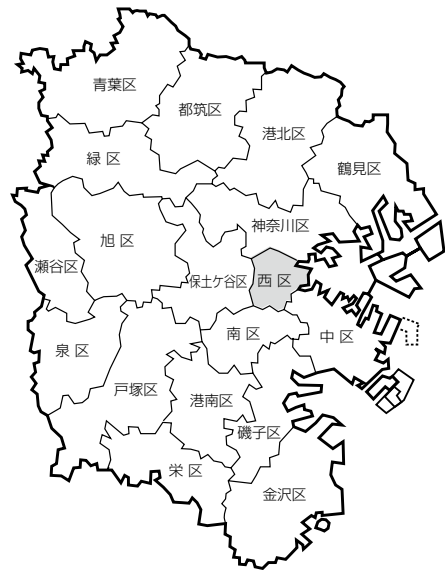 青葉区
都筑区
港北区
緑 区
鶴見区
神奈川区
旭 区
瀬谷区
保土ケ谷区
西 区
南 区
中 区
泉 区
戸塚区
港南区
磯子区
栄 区
金沢区